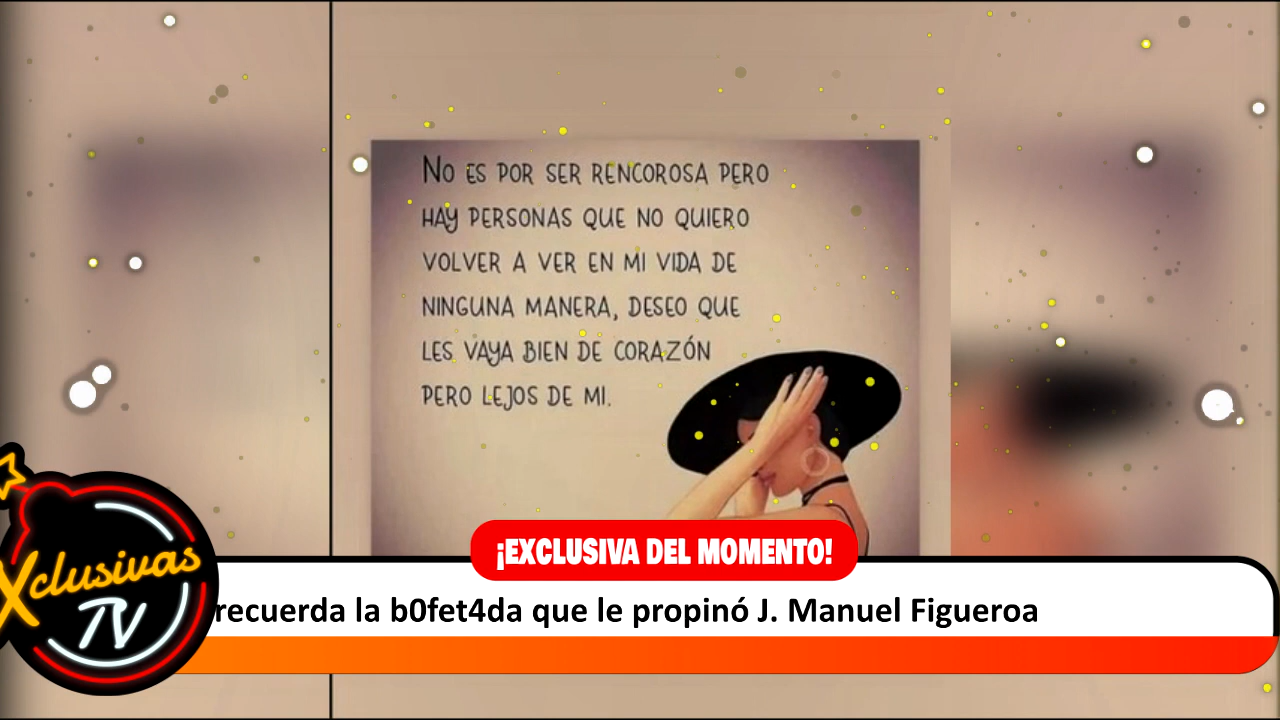 NO ES POR SER RENCOROSA PERO
HAY PERSONAS QUE NO QUIERO
VOLVER A VER EN MI VIDA DE
NINGUNA MANERA, DESEO QUE
LES VAYA BIEN DE CORAZÓN
PERO LEJOS DE MI.
¡EXCLUSIVA DEL MOMENTO!
recuerda la b0fet4da que le propinó J. Manuel Figueroa
Xclusivas
TV